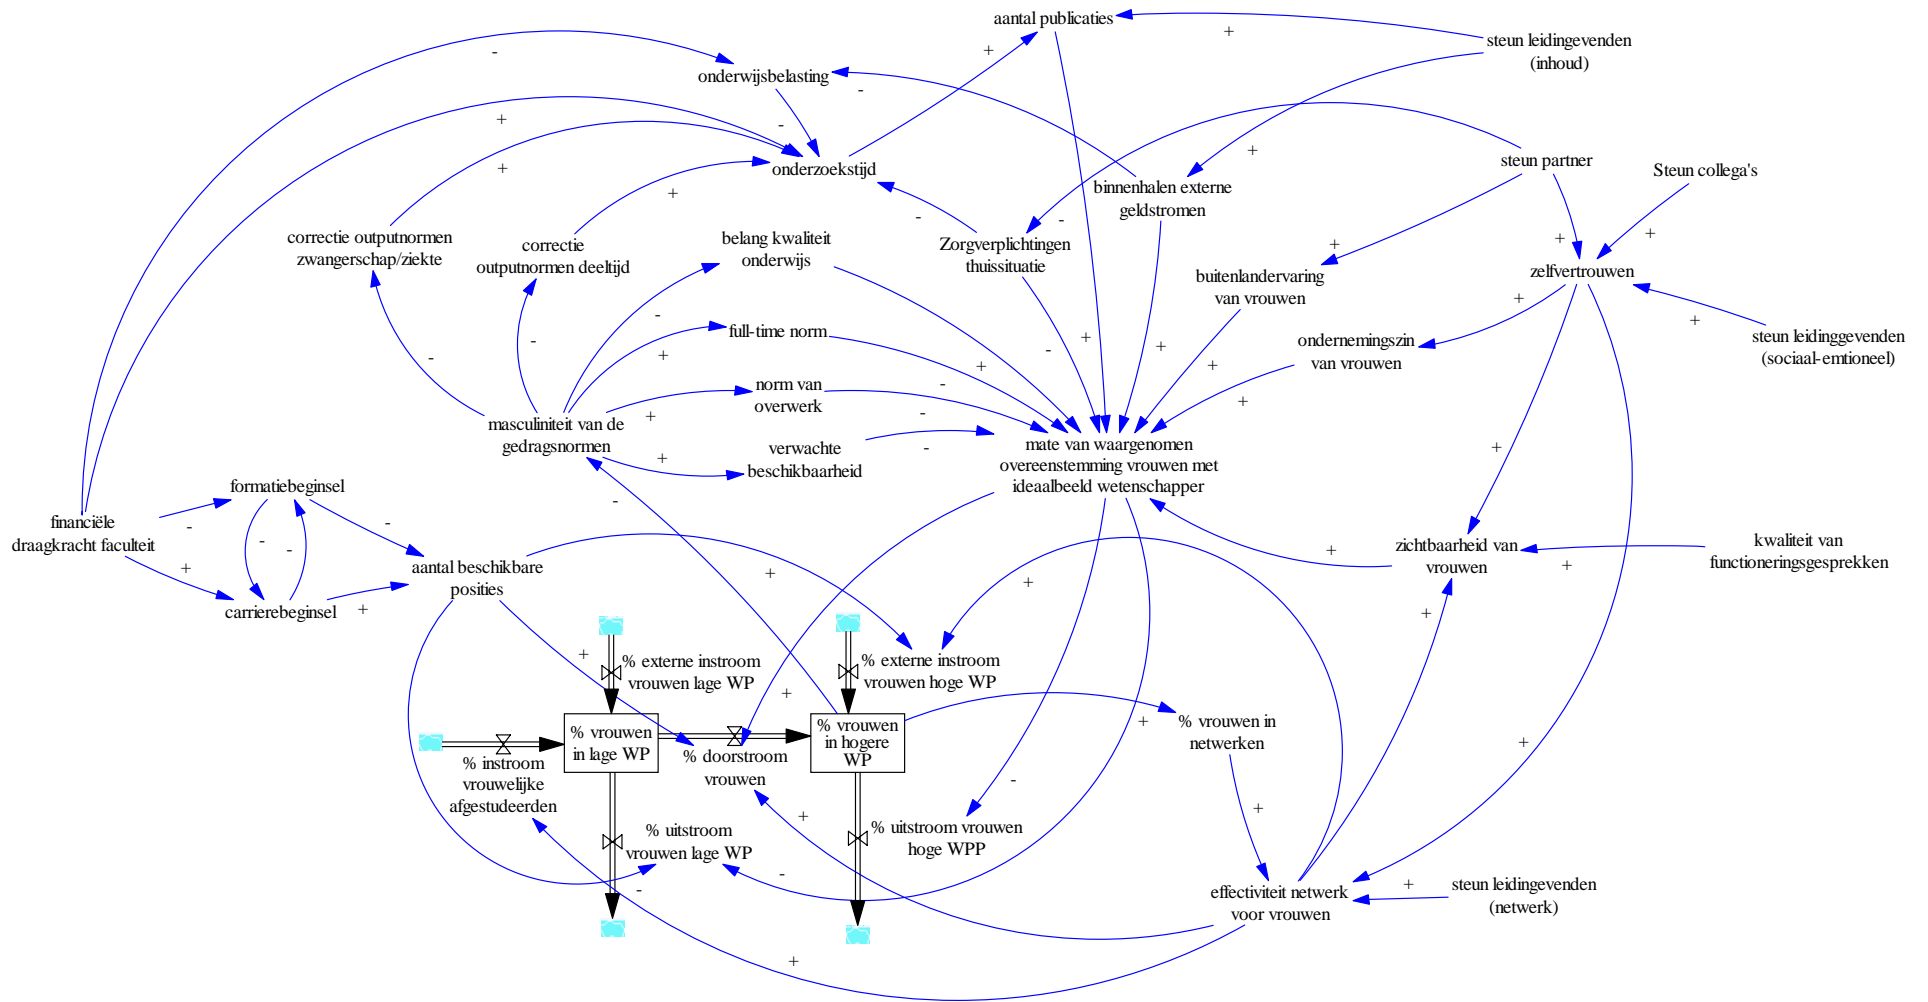 aantal publicaties
steun leidingevenden
(inhoud)
onderwijsbelasting
onderzoekstijd
steun partner
Steun collega's
binnenhalen externe
geldstromen
correctie outputnormen
zwangerschap/ziekte
correctie
outputnormen deeltijd
belang kwaliteit
onderwijs
Zorgverplichtingen
thuissituatie
buitenlandervaring
van vrouwen
zelfvertrouwen
full-time norm
ondernemingszin
van vrouwen
steun leidinggevenden
(sociaal-emtioneel)
norm van
overwerk
masculiniteit van de
gedragsnormen
verwachte
beschikbaarheid
mate van waargenomen
overeenstemming vrouwen met
ideaalbeeld wetenschapper
formatiebeginsel
financiële
draagkracht faculteit
aantal beschikbare
posities
carrierebeginsel
zichtbaarheid van
vrouwen
kwaliteit van
functioneringsgesprekken
% externe instroom
vrouwen lage WP
% externe instroom
vrouwen hoge WP
% vrouwen
in lage WP
% vrouwen
in hogere
WP
% vrouwen in
netwerken
% instroom
vrouwelijke
afgestudeerden
% doorstroom
vrouwen
% uitstroom
vrouwen lage WP
% uitstroom vrouwen
hoge WPP
effectiviteit netwerk
voor vrouwen
steun leidingevenden
(netwerk)